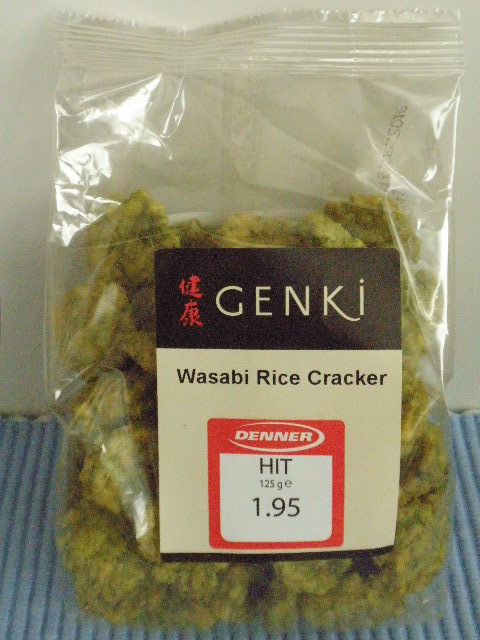 健康
GENKi
Wasabi Rice Cracker
DENNER
HIT
125 g ℮
1.95